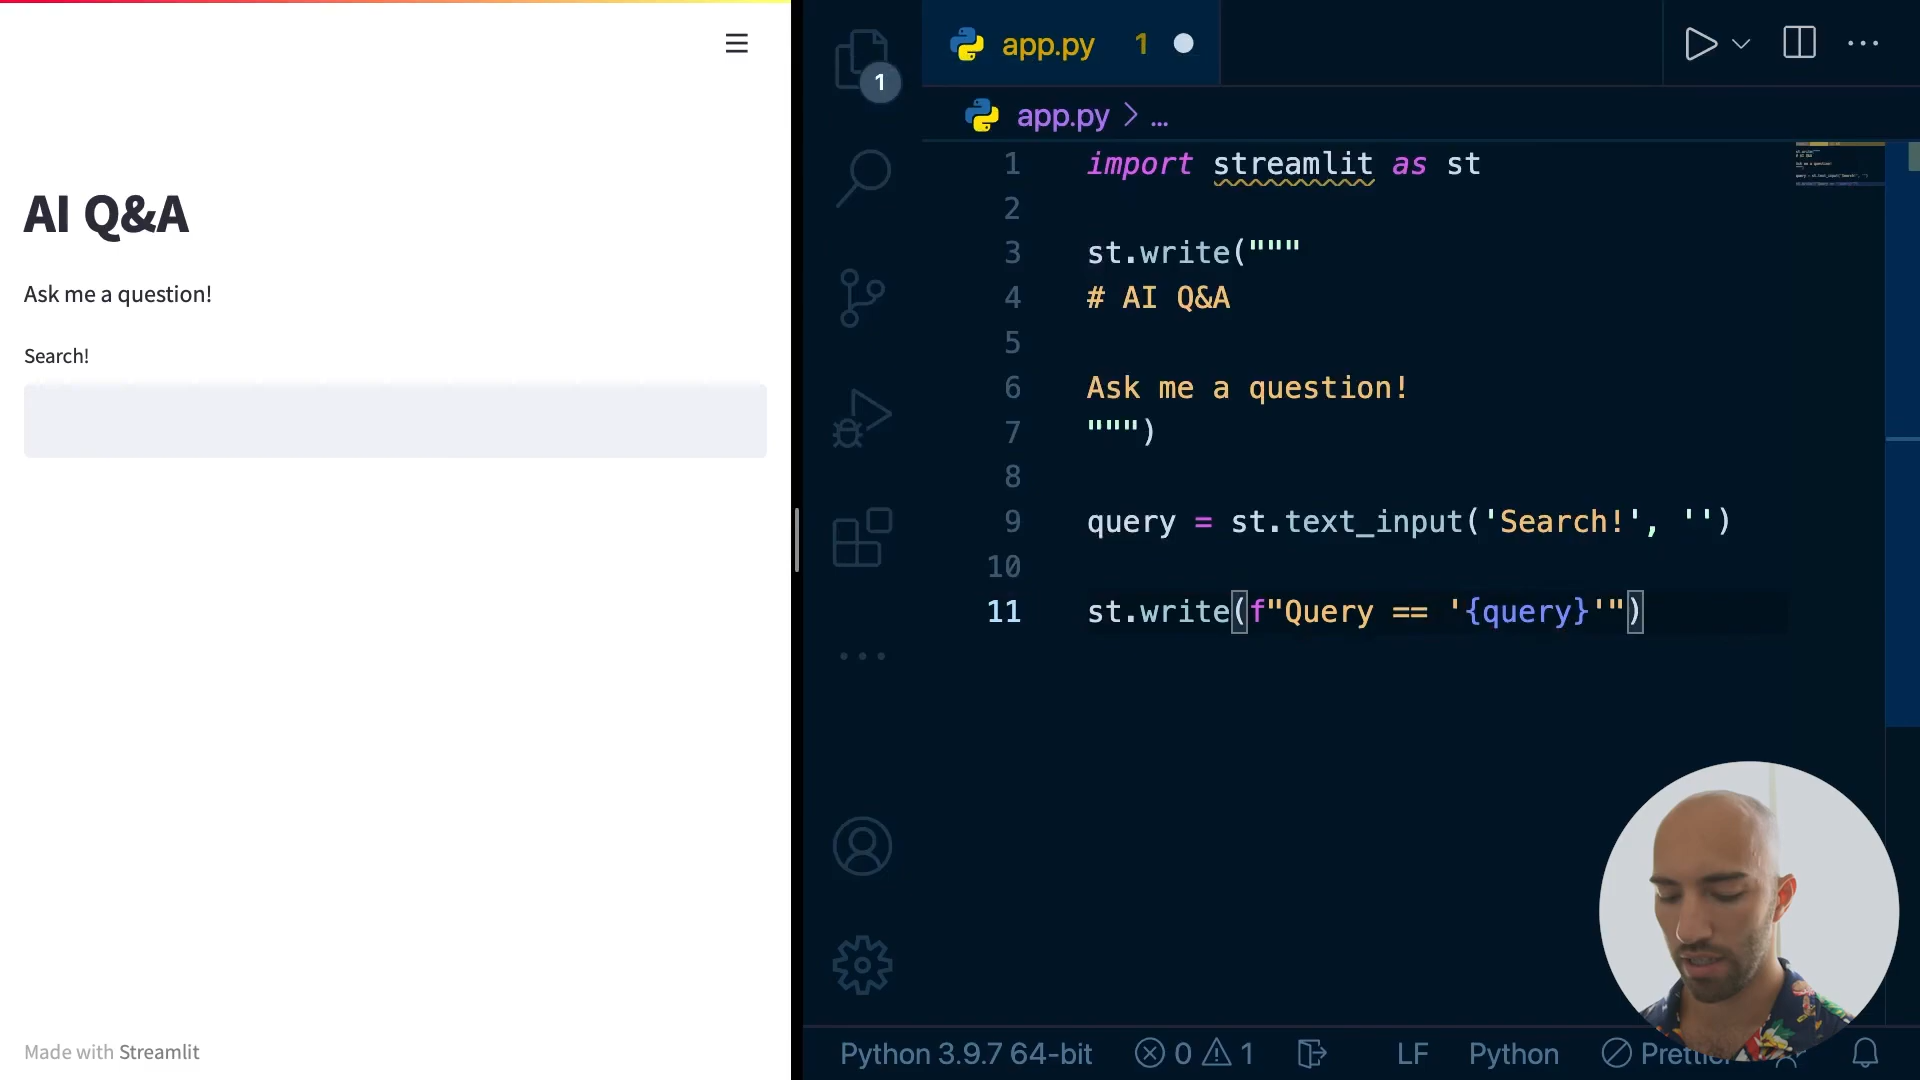 AI Q&A
Ask me a question!
Search!
Made with Streamlit
1
app.py 1
app.py > ...
1 import streamlit as st
2
3 st.write("""
4 # AI Q&A
5
6 Ask me a question!
7 """)
8
9 query = st.text_input('Search!', '')
10
11 st.write(f"Query == '{query}'")
Python 3.9.7 64-bit 0 1 LF Python